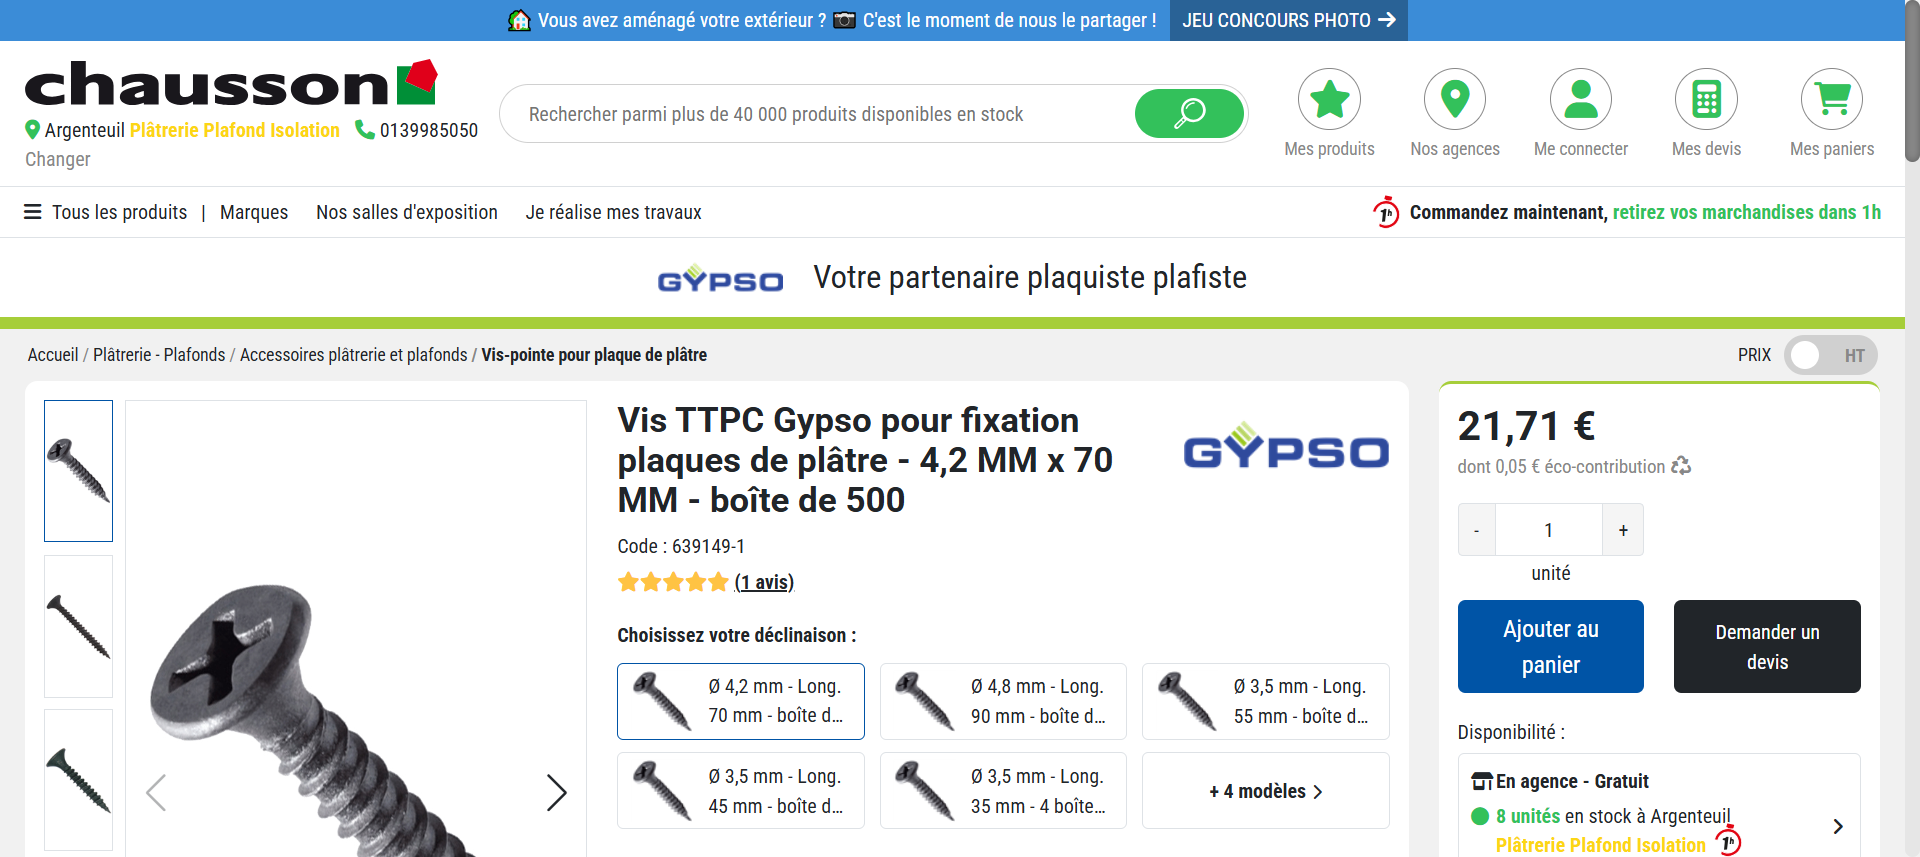 Vous avez aménagé votre extérieur ? C'est le moment de nous le partager !
JEU CONCOURS PHOTO
chausson
Argenteuil Plâtrerie Plafond Isolation 0139985050
Changer
Rechercher parmi plus de 40 000 produits disponibles en stock
Mes produits
Nos agences
Me connecter
Mes devis
Mes paniers
Tous les produits | Marques Nos salles d'exposition Je réalise mes travaux
1h Commandez maintenant, retirez vos marchandises dans 1h
GYPSO Votre partenaire plaquiste plafiste
Accueil / Plâtrerie - Plafonds / Accessoires plâtrerie et plafonds / Vis-pointe pour plaque de plâtre
PRIX HT
Vis TTPC Gypso pour fixation
plaques de plâtre - 4,2 MM x 70
MM - boîte de 500
GYPSO
Code : 639149-1
(1 avis)
Choisissez votre déclinaison :
Ø 4,2 mm - Long.
70 mm - boîte d...
Ø 4,8 mm - Long.
90 mm - boîte d...
Ø 3,5 mm - Long.
55 mm - boîte d...
Ø 3,5 mm - Long.
45 mm - boîte d...
Ø 3,5 mm - Long.
35 mm - 4 boîte...
+ 4 modèles
21,71 €
dont 0,05 € éco-contribution
- 1 +
unité
Ajouter au
panier
Demander un
devis
Disponibilité :
En agence - Gratuit
8 unités en stock à Argenteuil
Plâtrerie Plafond Isolation 1h